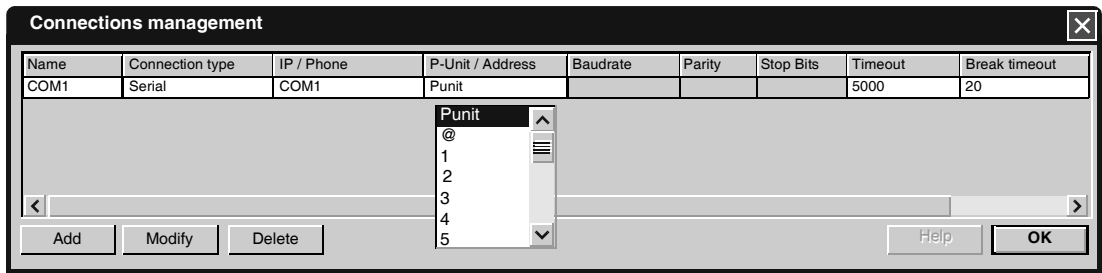 Connections management
Name Connection type IP / Phone P-Unit / Address Baudrate Parity Stop Bits Timeout Break timeout
COM1 Serial COM1 Punit 5000 20
Punit
@
1
2
3
4
5
Add Modify Delete Help OK